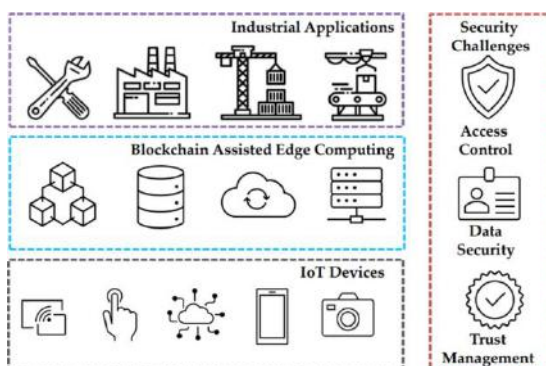 Industrial Applications
Blockchain Assisted Edge Computing
IoT Devices
Security
Challenges
Access
Control
Data
Security
Trust
Management